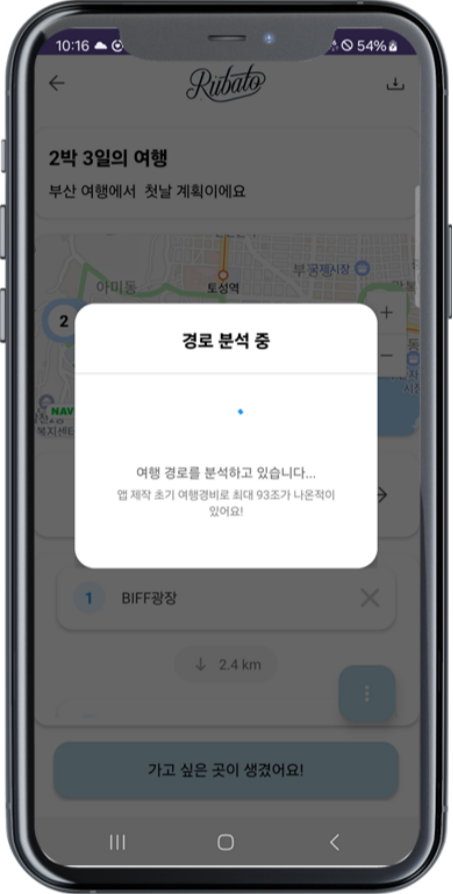 10:16
54%
Rubato
2박 3일의 여행
부산 여행에서 첫날 계획이에요
아미동
토성역
국제시장
2
+
경로 분석 중
NAV
복지센터
여행 경로를 분석하고 있습니다...
앱 제작 초기 여행경비로 최대 93조가 나온적이
있어요!
1 BIFF광장
2.4 km
가고 싶은 곳이 생겼어요!